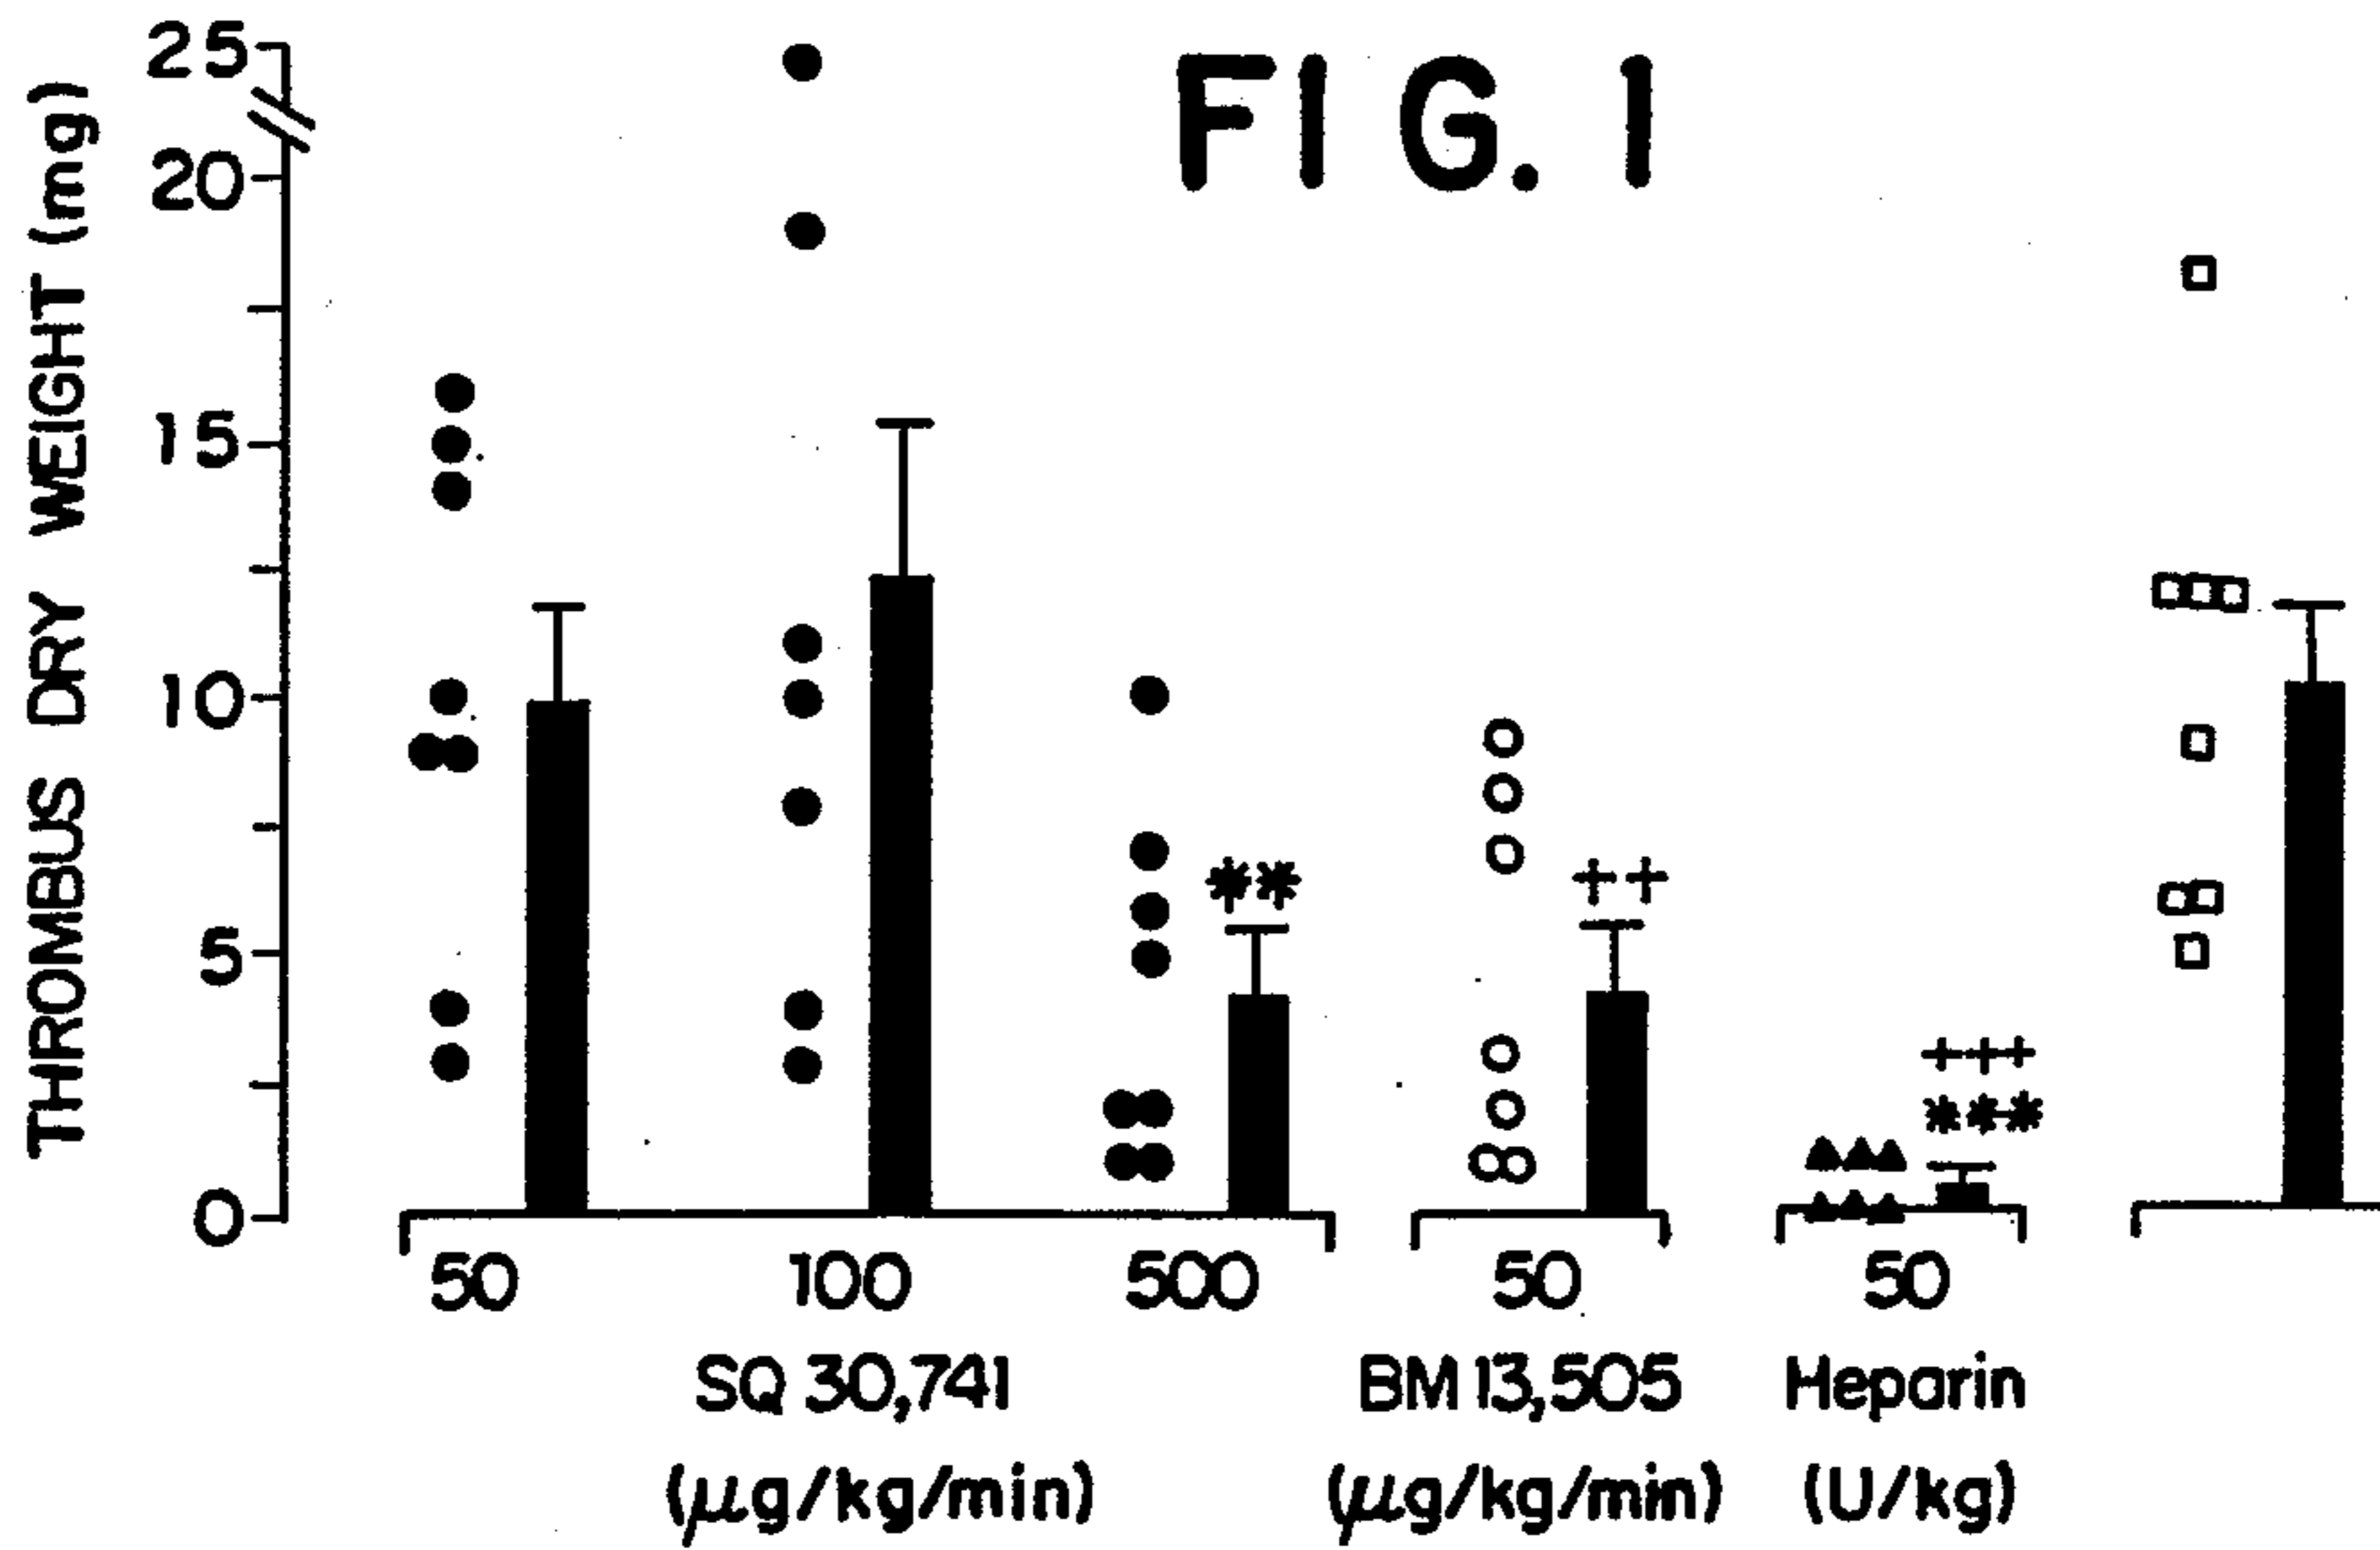 FIG. 1
THROMBUS DRY WEIGHT (mg)
25
20
15
10
5
0
**
++
+++
***
50 100 500 50 50
SQ 30,741 BM 13,505 Heparin
(µg/kg/min) (µg/kg/min) (U/kg)